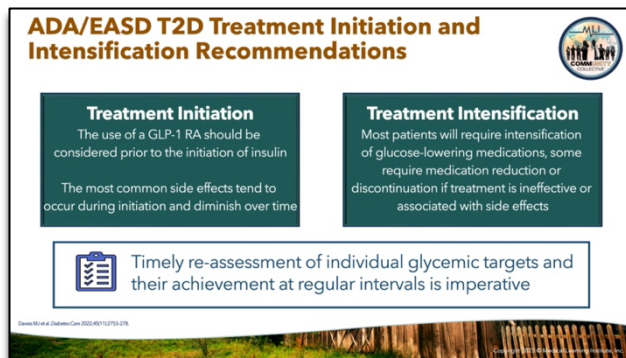 ADA/EASD T2D Treatment Initiation and
Intensification Recommendations
MLI
COMMUNITY
COLLECTIVE
Treatment Initiation
The use of a GLP-1 RA should be
considered prior to the initiation of insulin
The most common side effects tend to
occur during initiation and diminish over time
Treatment Intensification
Most patients will require intensification
of glucose-lowering medications, some
require medication reduction or
discontinuation if treatment is ineffective or
associated with side effects
Timely re-assessment of individual glycemic targets and
their achievement at regular intervals is imperative
Davies MJ et al. Diabetes Care 2022;45(11):2753-278.
Copyright 2023 © Medical Learning Institute, Inc.